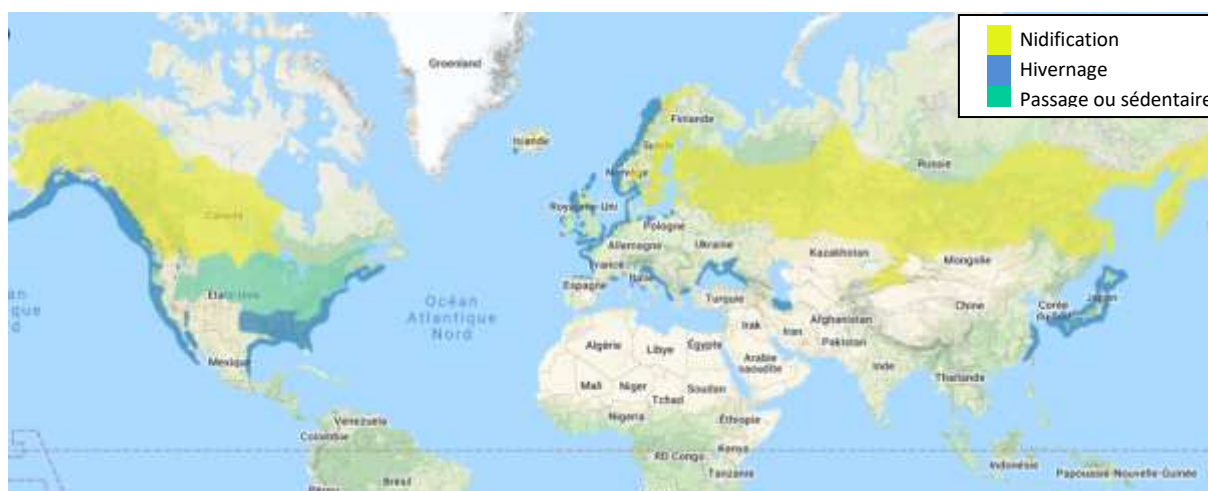 Nidification
Hivernage
Passage ou sédentaire
Groenland
Islande
Finlande
Norvège
Russie
Canada
Royaume-Uni
Pologne
Allemagne
Ukraine
France
Kazakhstan
Mongolie
Italie
Espagne
Turquie
États-Unis
Océan
Atlantique
Nord
Chine
Japon
Afghanistan
Irak
Iran
Pakistan
Mexique
Algérie
Libye
Égypte
Arabie
saoudite
Inde
Mali
Niger
Soudan
Tchad
Thaïlande
Nigeria
Éthiopie
Venezuela
Colombie
RD Congo
Kenya
Tanzanie
Indonésie
Papouasie-Nouvelle-Guinée
Brésil